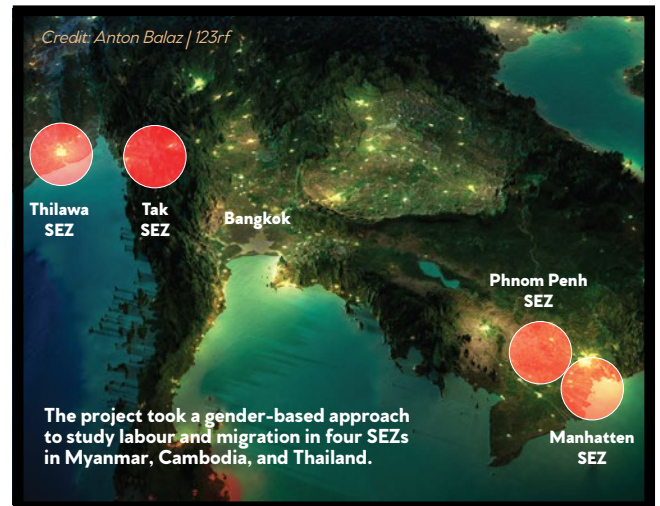 Credit: Anton Balaz | 123rf
Thilawa
SEZ
Tak
SEZ
Bangkok
Phnom Penh
SEZ
Manhatten
SEZ
The project took a gender-based approach
to study labour and migration in four SEZs
in Myanmar, Cambodia, and Thailand.